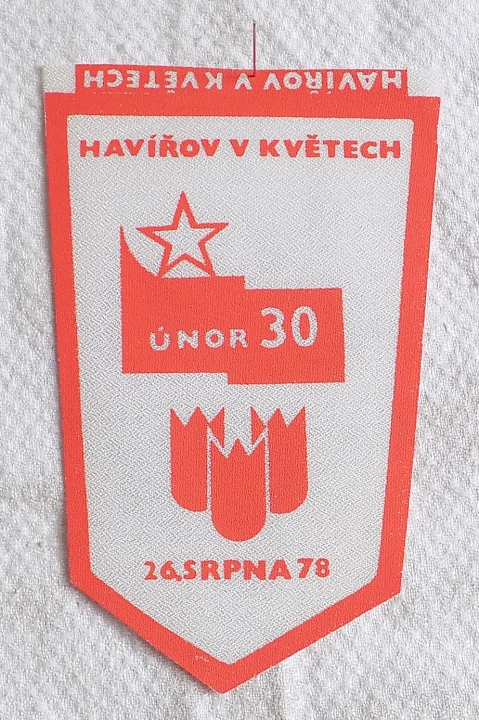 HAVÍŘOV V KVĚTECH
HAVÍŘOV V KVĚTECH
ÚNOR 30
26.SRPNA 78